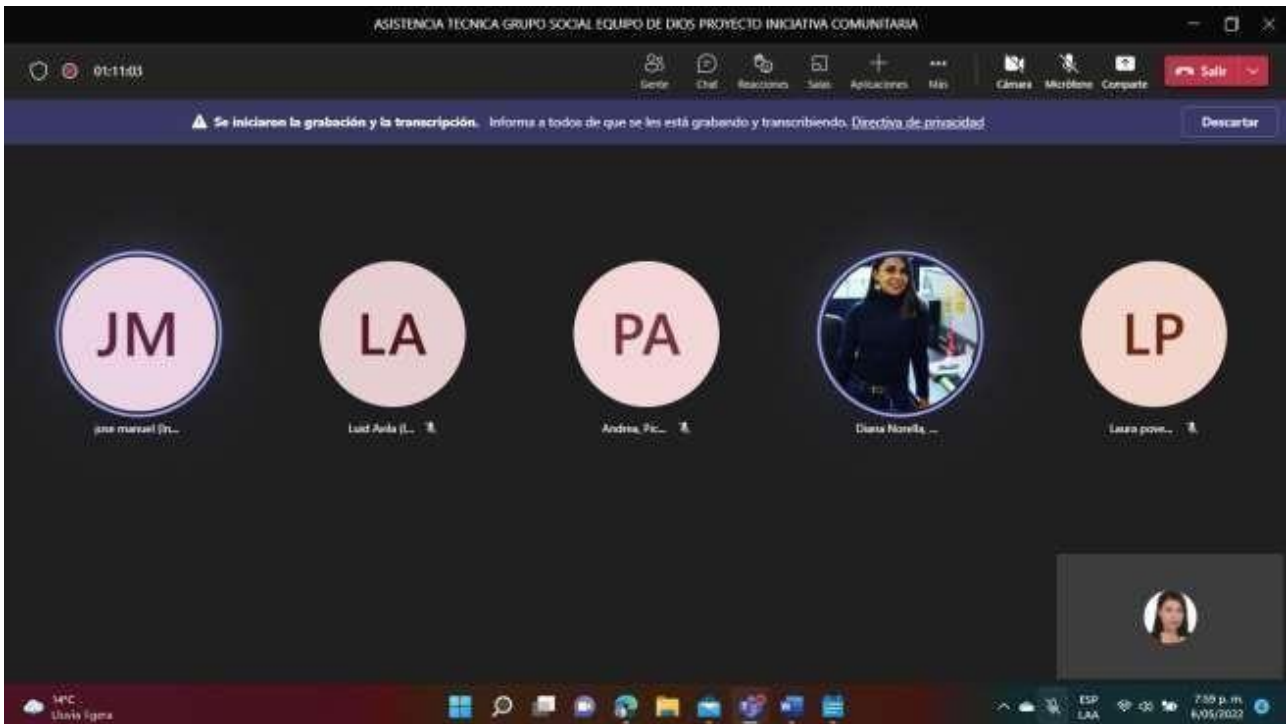 ASISTENCIA TECNICA GRUPO SOCIAL EQUIPO DE DIOS PROYECTO INICIATIVA COMUNITARIA
01:11:03
Gente Chat Reacciones Salas Aplicaciones Más Cámara Micrófono Compartir Salir
Se iniciaron la grabación y la transcripción. Informa a todos de que se les está grabando y transcribiendo. Directiva de privacidad Descartar
JM LA PA LP
jose manuel (In... Luid Avila (I... Andrea, Pic... Diana Norella, ... Laura pove...
14°C ESP 7:59 p. m.
Lluvia ligera LAA 6/05/2022